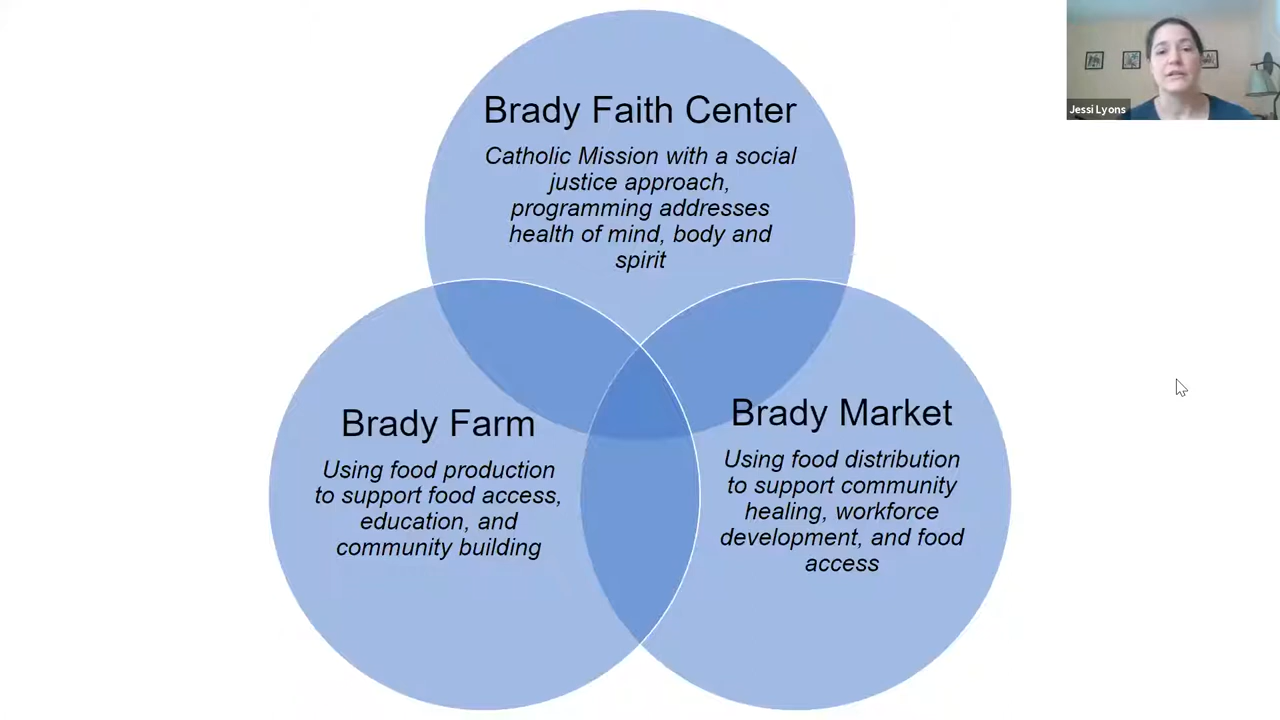 Brady Faith Center
Catholic Mission with a social
justice approach,
programming addresses
health of mind, body and
spirit
Brady Farm
Using food production
to support food access,
education, and
community building
Brady Market
Using food distribution
to support community
healing, workforce
development, and food
access
Jessi Lyons